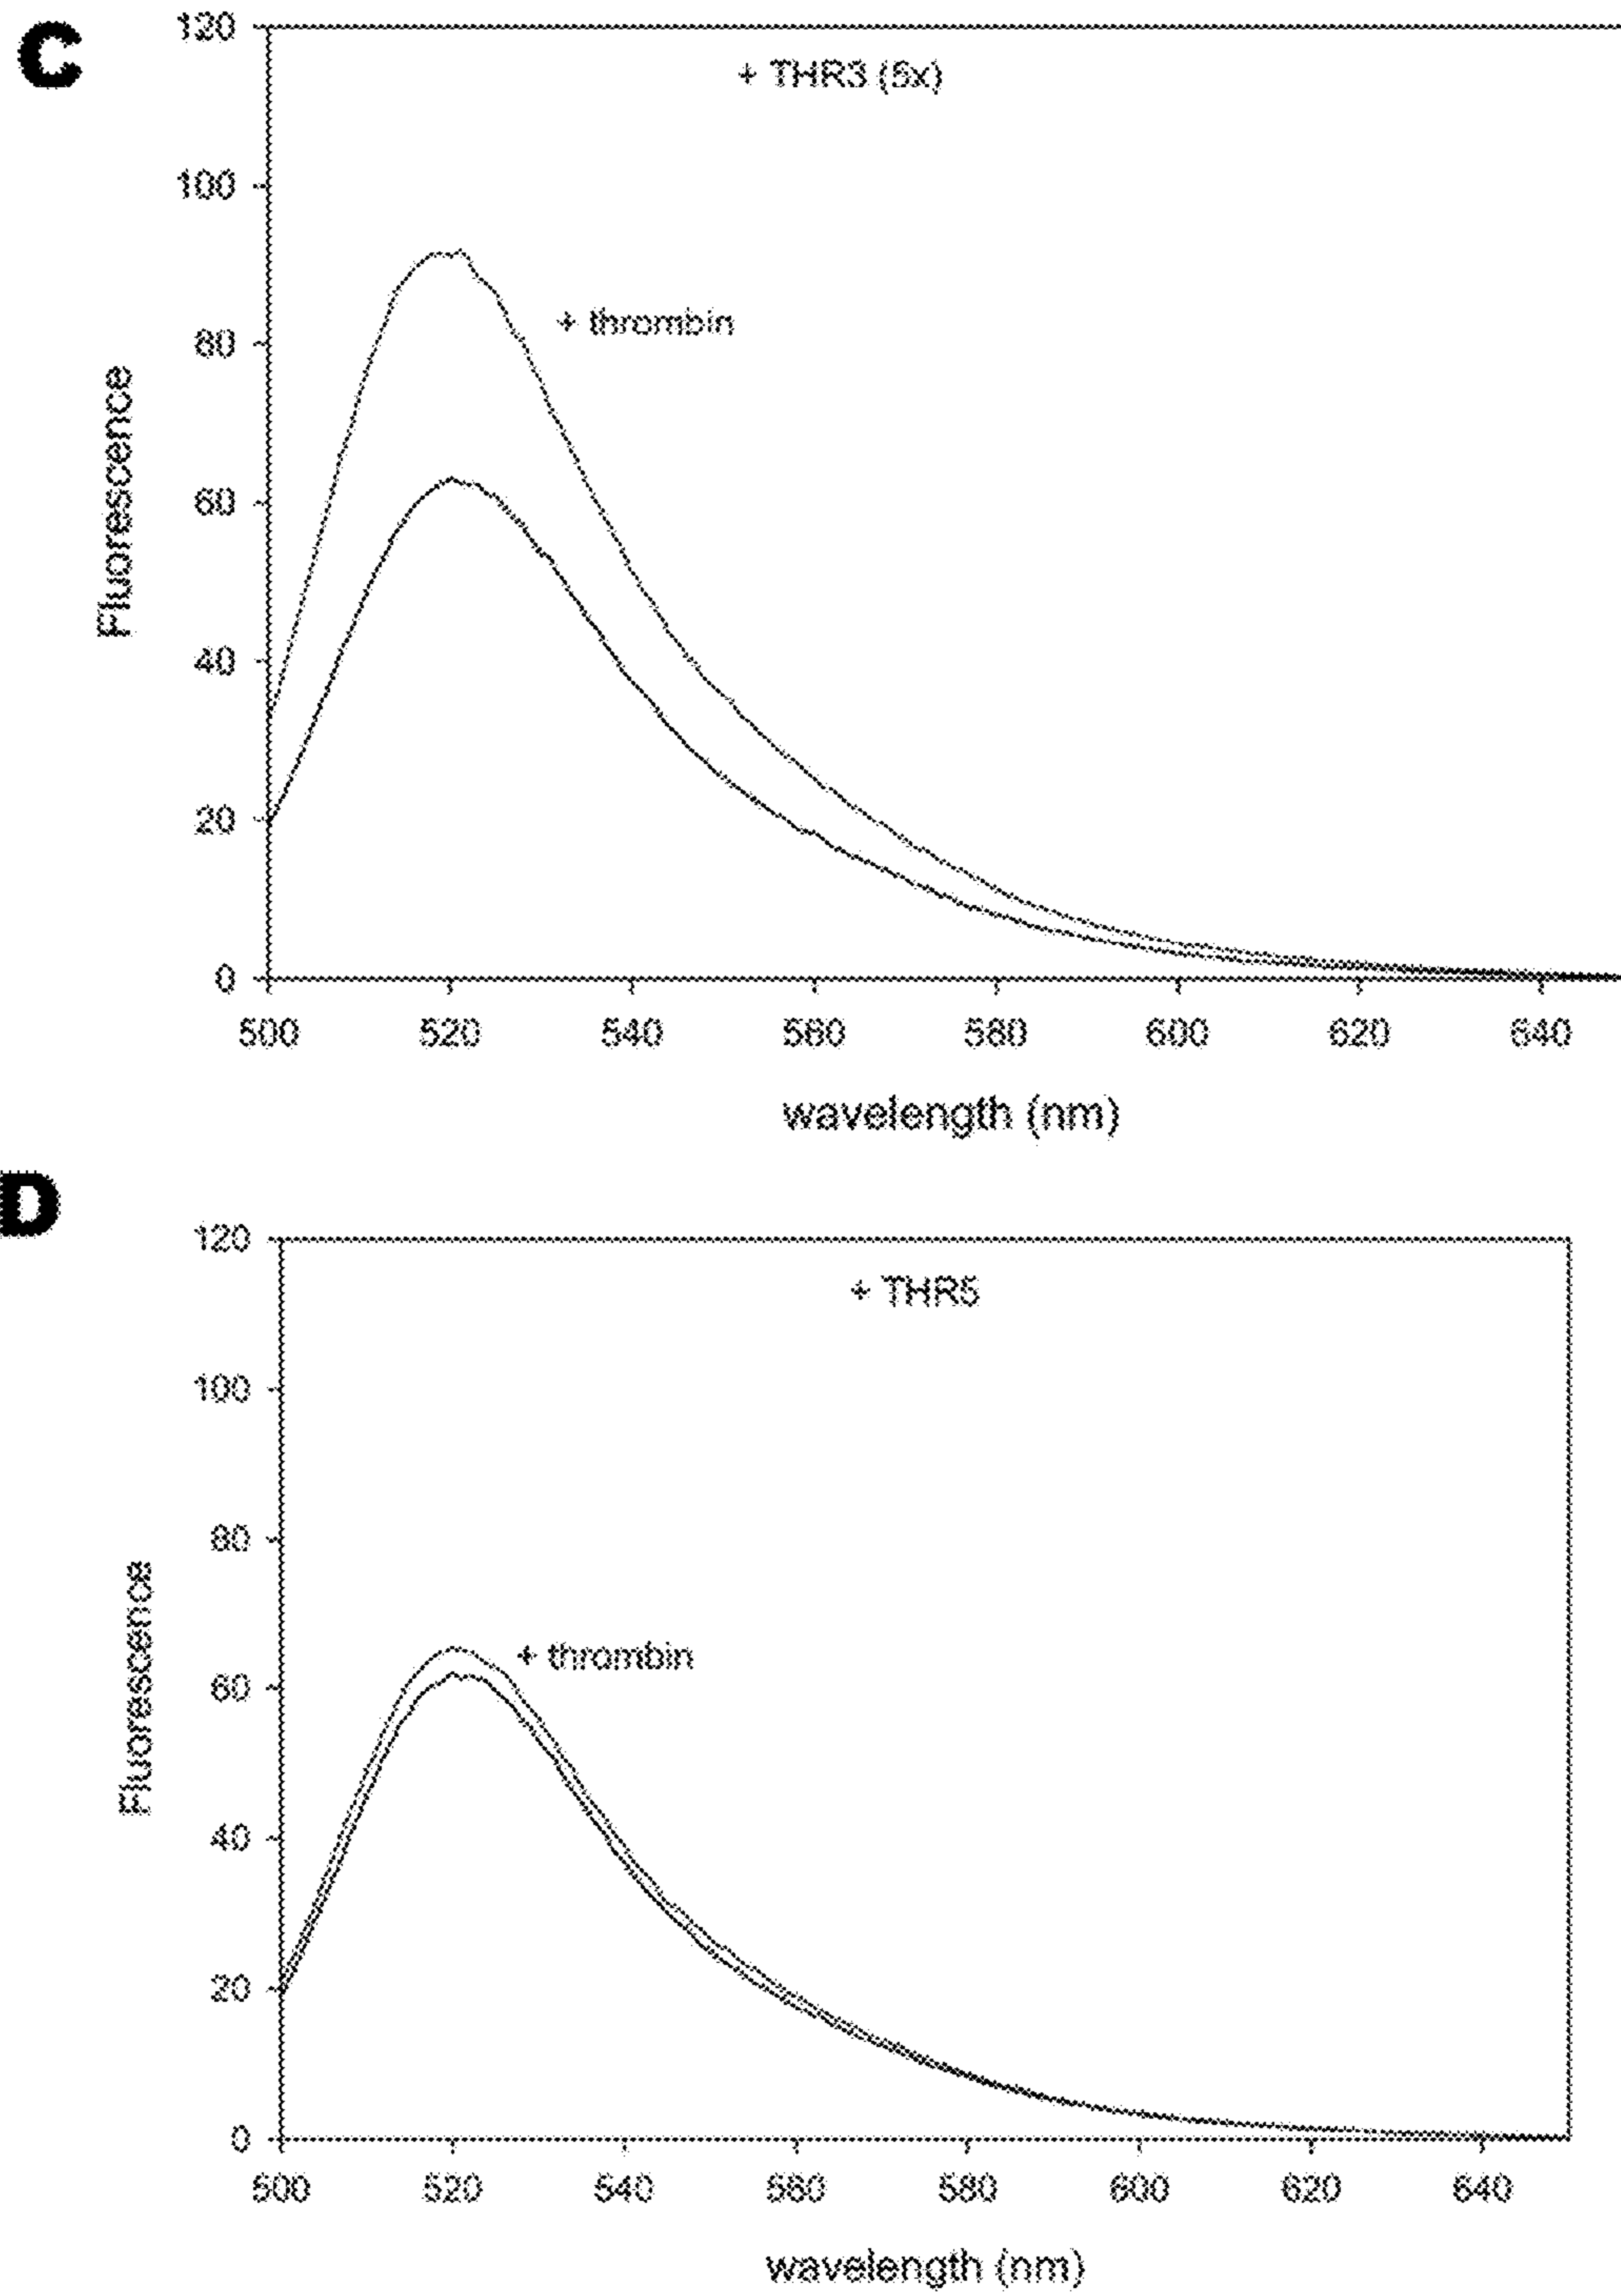 C
120
+ THR3 (5x)
100
80
+ thrombin
Fluorescence
60
40
20
0
500 520 540 560 580 600 620 640
wavelength (nm)
D
120
+ THR5
100
80
Fluorescence
+ thrombin
60
40
20
0
500 520 540 560 580 600 620 640
wavelength (nm)